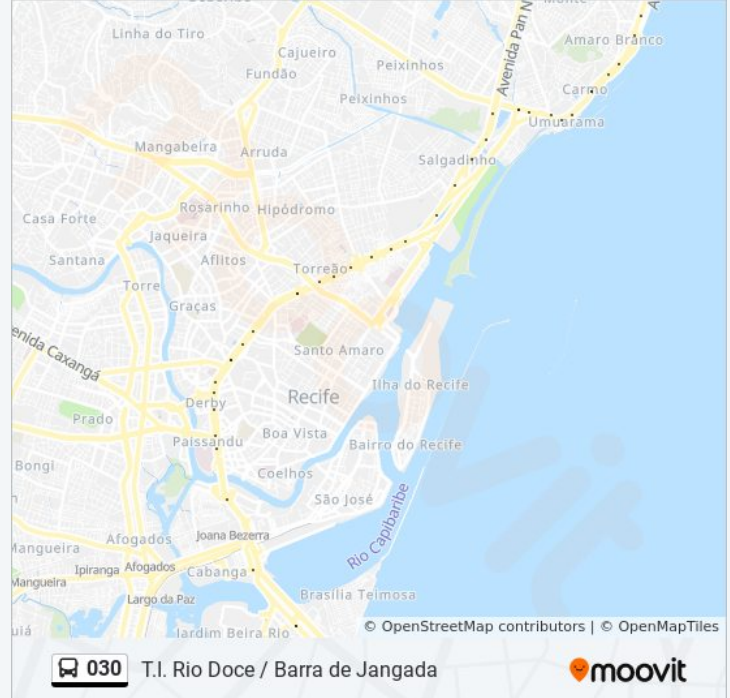 Linha do Tiro
Cajueiro
Fundão
Peixinhos
Peixinhos
Avenida Pan N
Amaro Branco
Carmo
Umuarama
Mangabeira
Arruda
Salgadinho
Casa Forte
Rosarinho
Hipódromo
Jaqueira
Santana
Aflitos
Torreão
Torre
Graças
enida Caxangá
Santo Amaro
Ilha do Recife
Recife
Derby
Prado
Boa Vista
Paissandu
Bairro do Recife
Bongi
Coelhos
São José
Rio Capibaribe
Joana Bezerra
Afogados
Mangueira
Ipiranga
Afogados
Cabanga
Mangueira
Largo da Paz
Brasília Teimosa
uiá
Jardim Beira Rio
© OpenStreetMap contributors | © OpenMapTiles
030 T.I. Rio Doce / Barra de Jangada
moovit